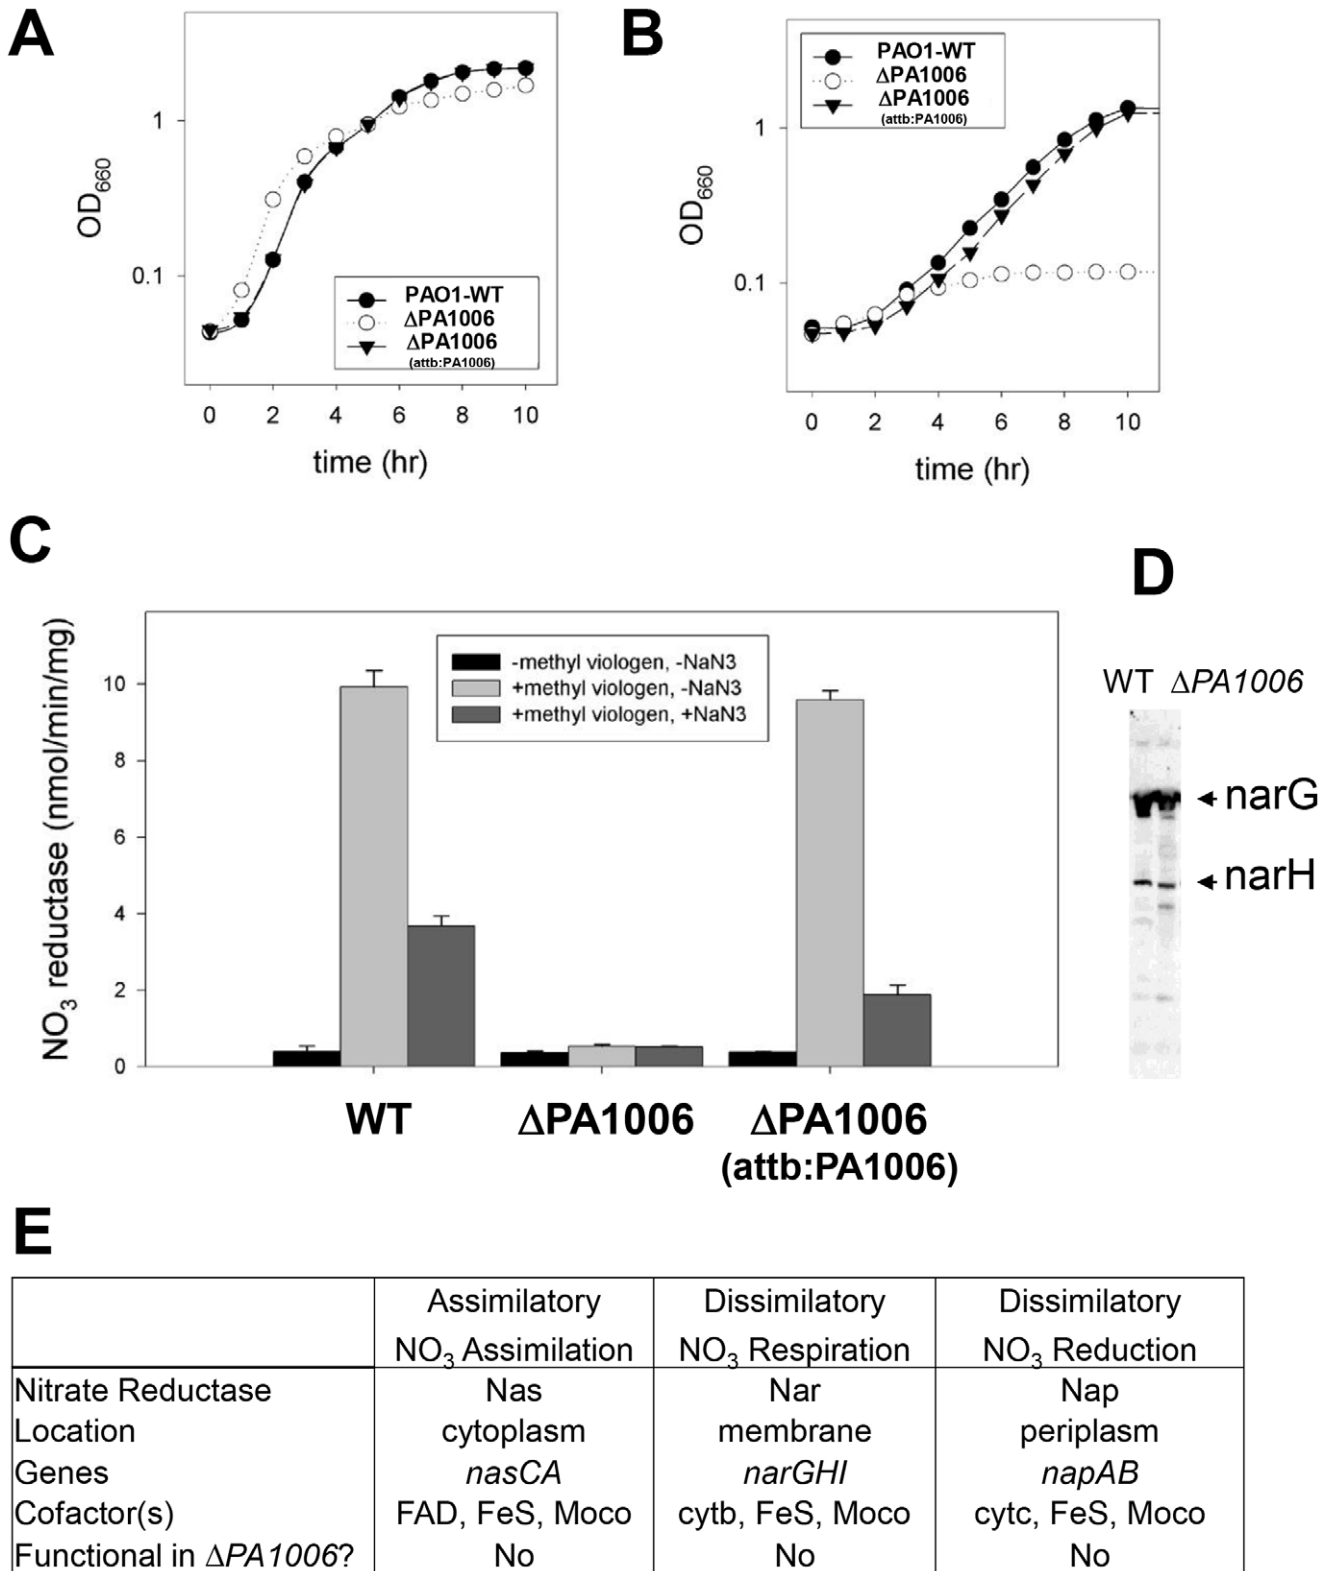 A
OD660
1
0.1
PAO1-WT
ΔPA1006
ΔPA1006
(attb:PA1006)
0 2 4 6 8 10
time (hr)
B
OD660
1
0.1
PAO1-WT
ΔPA1006
ΔPA1006
(attb:PA1006)
0 2 4 6 8 10
time (hr)
C
NO3 reductase (nmol/min/mg)
10
8
6
4
2
0
-methyl viologen, -NaN3
+methyl viologen, -NaN3
+methyl viologen, +NaN3
WT ΔPA1006 ΔPA1006
(attb:PA1006)
D
WT ΔPA1006
narG
narH
E
Assimilatory Dissimilatory Dissimilatory
NO3 Assimilation NO3 Respiration NO3 Reduction
Nitrate Reductase Nas Nar Nap
Location cytoplasm membrane periplasm
Genes nasCA narGHI napAB
Cofactor(s) FAD, FeS, Moco cytb, FeS, Moco cytc, FeS, Moco
Functional in ΔPA1006? No No No